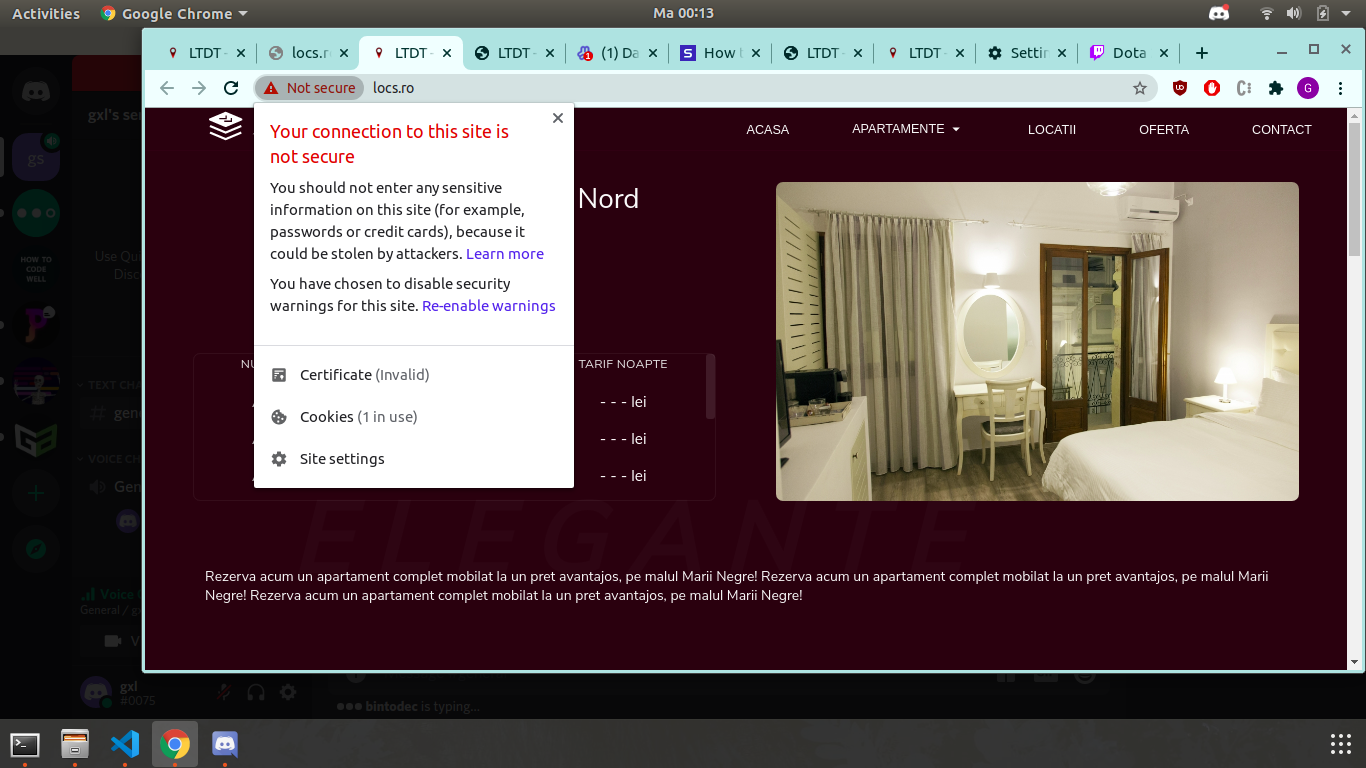 Activities
Google Chrome
Ma 00:13
LTDT -
locs.r
LTDT -
LTDT -
(1) Da
How
LTDT -
LTDT -
Settin
Dota
Not secure
locs.ro
G
ACASA
APARTAMENTE
LOCATII
OFERTA
CONTACT
Your connection to this site is
not secure
You should not enter any sensitive
information on this site (for example,
passwords or credit cards), because it
could be stolen by attackers. Learn more
You have chosen to disable security
warnings for this site. Re-enable warnings
Certificate (Invalid)
Cookies (1 in use)
Site settings
Nord
NU
TARIF NOAPTE
- - - lei
- - - lei
- - - lei
ELEGANTE
Rezerva acum un apartament complet mobilat la un pret avantajos, pe malul Marii Negre! Rezerva acum un apartament complet mobilat la un pret avantajos, pe malul Marii
Negre! Rezerva acum un apartament complet mobilat la un pret avantajos, pe malul Marii Negre!
gxl's se
gs
HOW TO
CODE
WELL
Use Qui
Disc
TEXT CHA
# gen
VOICE CH
Gen
Voice C
General / gx
V
gxl
#0075
bintodec is typing...